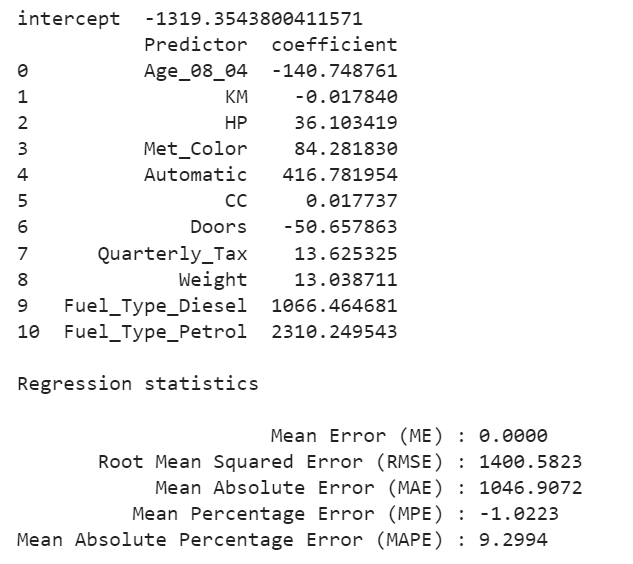 intercept  -1319.3543800411571
           Predictor  coefficient
0           Age_08_04  -140.748761
1                  KM    -0.017840
2                  HP    36.103419
3           Met_Color    84.281830
4           Automatic   416.781954
5                  CC     0.017737
6               Doors   -50.657863
7       Quarterly_Tax    13.625325
8              Weight    13.038711
9    Fuel_Type_Diesel  1066.464681
10   Fuel_Type_Petrol  2310.249543
Regression statistics
                      Mean Error (ME) : 0.0000
       Root Mean Squared Error (RMSE) : 1400.5823
            Mean Absolute Error (MAE) : 1046.9072
          Mean Percentage Error (MPE) : -1.0223
Mean Absolute Percentage Error (MAPE) : 9.2994